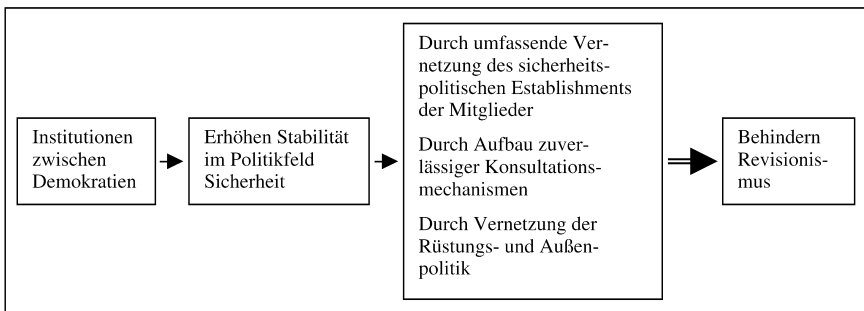 Institutionen
zwischen
Demokratien
Erhöhen Stabilität
im Politikfeld
Sicherheit
Durch umfassende Ver-
netzung des sicherheits-
politischen Establishments
der Mitglieder
Durch Aufbau zuver-
lässiger Konsultations-
mechanismen
Durch Vernetzung der
Rüstungs- und Außen-
politik
Behindern
Revisionis-
mus